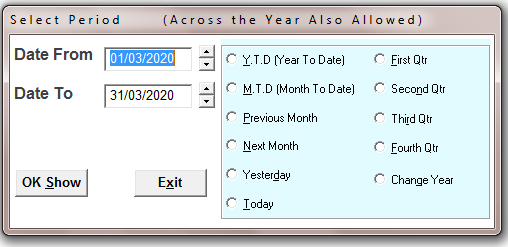 Select Period (Across the Year Also Allowed)
Date From 01/03/2020
Date To 31/03/2020
OK Show Exit
Y.T.D (Year To Date) First Qtr
M.T.D (Month To Date) Second Qtr
Previous Month Third Qtr
Next Month Fourth Qtr
Yesterday Change Year
Today